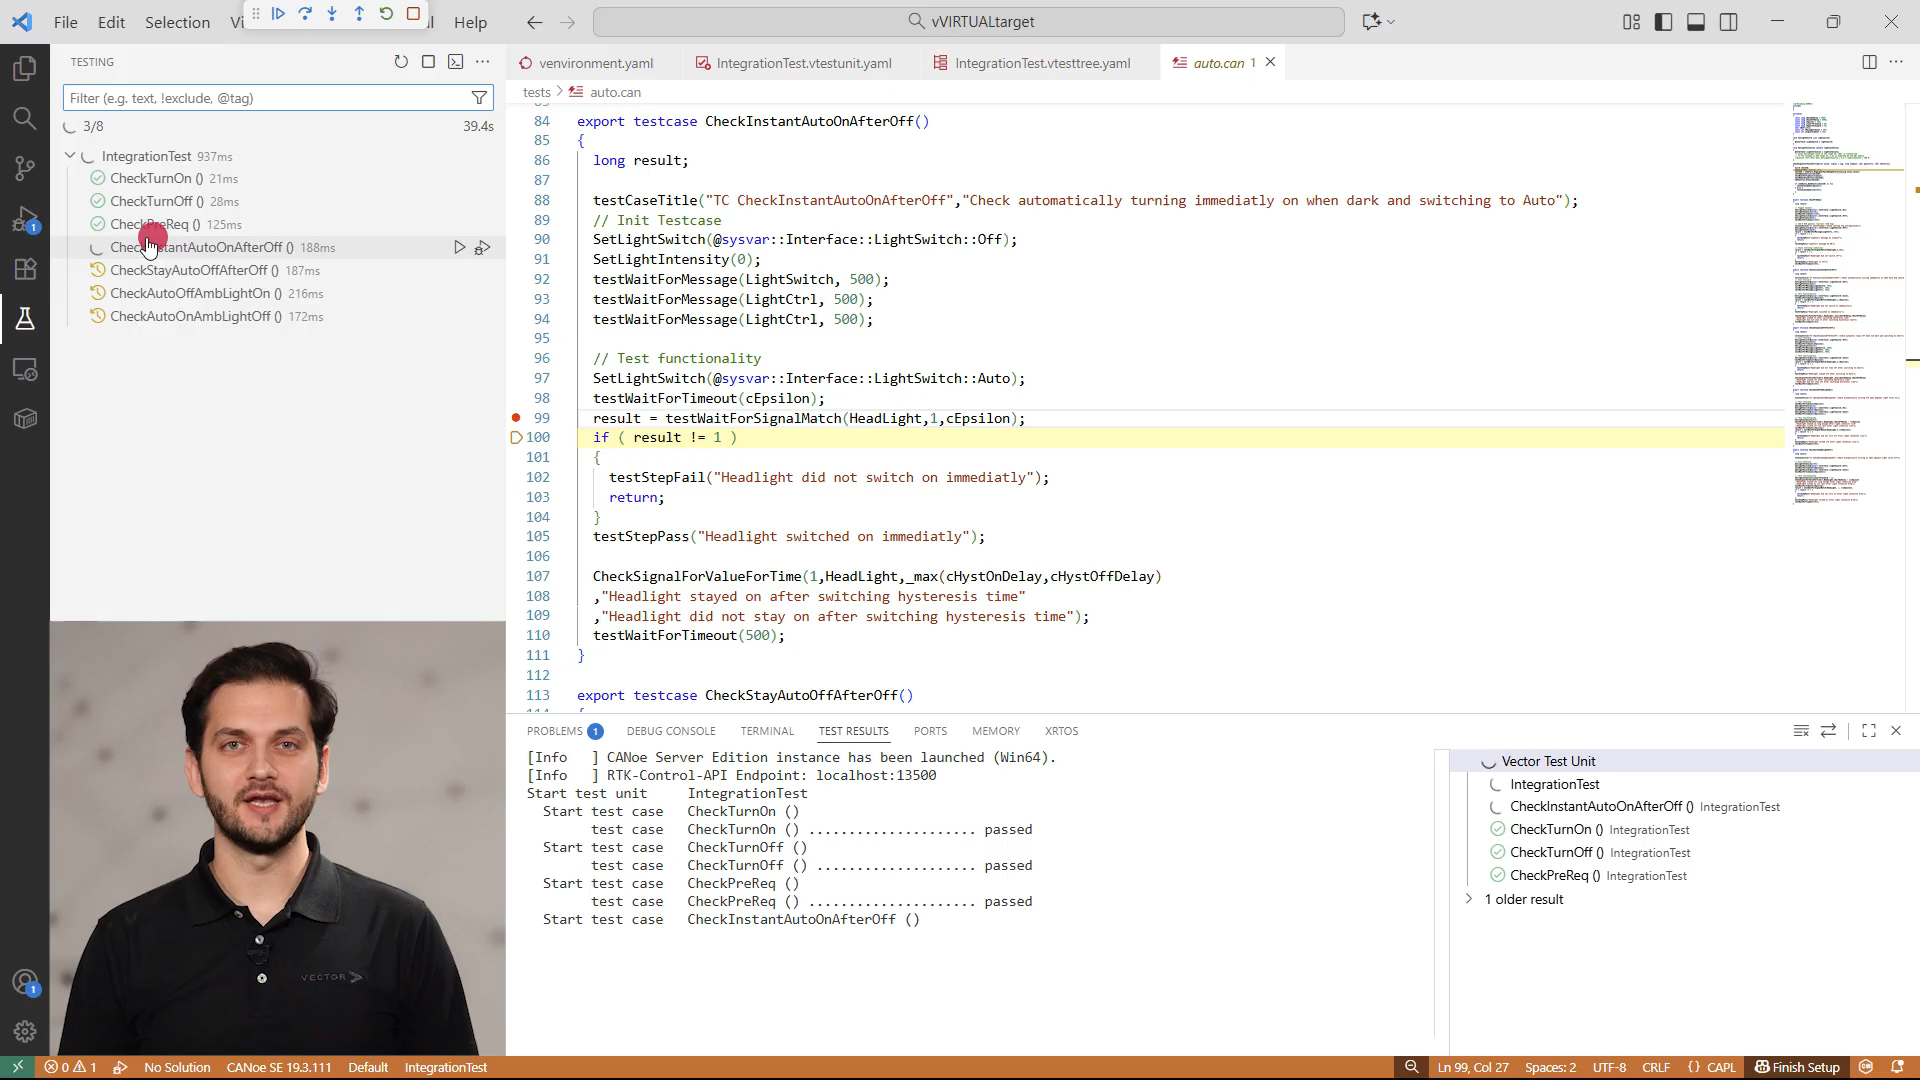 File Edit Selection Vi l Help vVIRTUALtarget
TESTING
Filter (e.g. text, !exclude, @tag)
3/8 39.4s
IntegrationTest 937ms
CheckTurnOn () 21ms
CheckTurnOff () 28ms
CheckPreReq () 125ms
CheckInstantAutoOnAfterOff () 188ms
CheckStayAutoOffAfterOff () 187ms
CheckAutoOffAmbLightOn () 216ms
CheckAutoOnAmbLightOff () 172ms
1
1
venvironment.yaml IntegrationTest.vtestunit.yaml IntegrationTest.vtesttree.yaml auto.can 1
tests > auto.can
84 export testcase CheckInstantAutoOnAfterOff()
85 {
86 long result;
87
88 testCaseTitle("TC CheckInstantAutoOnAfterOff","Check automatically turning immediatly on when dark and switching to Auto");
89 // Init Testcase
90 SetLightSwitch(@sysvar::Interface::LightSwitch::Off);
91 SetLightIntensity(0);
92 testWaitForMessage(LightSwitch, 500);
93 testWaitForMessage(LightCtrl, 500);
94 testWaitForMessage(LightCtrl, 500);
95
96 // Test functionality
97 SetLightSwitch(@sysvar::Interface::LightSwitch::Auto);
98 testWaitForTimeout(cEpsilon);
99 result = testWaitForSignalMatch(HeadLight,1,cEpsilon);
100 if ( result != 1 )
101 {
102 testStepFail("Headlight did not switch on immediatly");
103 return;
104 }
105 testStepPass("Headlight switched on immediatly");
106
107 CheckSignalForValueForTime(1,HeadLight,_max(cHystOnDelay,cHystOffDelay)
108 ,"Headlight stayed on after switching hysteresis time"
109 ,"Headlight did not stay on after switching hysteresis time");
110 testWaitForTimeout(500);
111 }
112
113 export testcase CheckStayAutoOffAfterOff()
PROBLEMS 1 DEBUG CONSOLE TERMINAL TEST RESULTS PORTS MEMORY XRTOS
[Info ] CANoe Server Edition instance has been launched (Win64).
[Info ] RTK-Control-API Endpoint: localhost:13500
Start test unit IntegrationTest
Start test case CheckTurnOn ()
test case CheckTurnOn () ..................... passed
Start test case CheckTurnOff ()
test case CheckTurnOff () .................... passed
Start test case CheckPreReq ()
test case CheckPreReq () ..................... passed
Start test case CheckInstantAutoOnAfterOff ()
Vector Test Unit
IntegrationTest
CheckInstantAutoOnAfterOff () IntegrationTest
CheckTurnOn () IntegrationTest
CheckTurnOff () IntegrationTest
CheckPreReq () IntegrationTest
1 older result
VECTOR
0 1 No Solution CANoe SE 19.3.111 Default IntegrationTest Ln 99, Col 27 Spaces: 2 UTF-8 CRLF {} CAPL Finish Setup